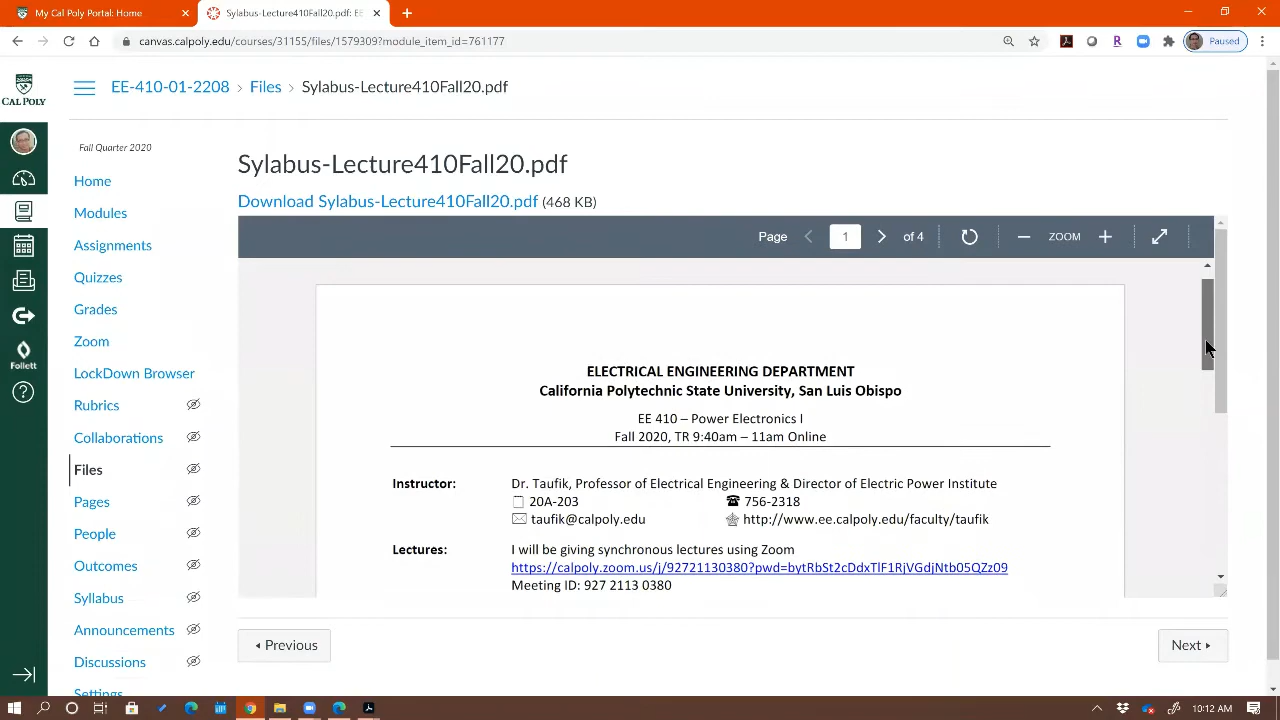 My Cal Poly Portal: Home
Sylabus-Lecture410Fall20.pdf: EE
canvas.calpoly.edu/courses/31155/files/1579309?module_item_id=761177
Paused
CAL POLY
EE-410-01-2208 › Files › Sylabus-Lecture410Fall20.pdf
Follett
Fall Quarter 2020
Home
Modules
Assignments
Quizzes
Grades
Zoom
LockDown Browser
Rubrics
Collaborations
Files
Pages
People
Outcomes
Syllabus
Announcements
Discussions
Settings
Sylabus-Lecture410Fall20.pdf
Download Sylabus-Lecture410Fall20.pdf (468 KB)
Page 1 of 4 ZOOM
ELECTRICAL ENGINEERING DEPARTMENT
California Polytechnic State University, San Luis Obispo
EE 410 – Power Electronics I
Fall 2020, TR 9:40am – 11am Online
Instructor: Dr. Taufik, Professor of Electrical Engineering & Director of Electric Power Institute
20A-203 756-2318
taufik@calpoly.edu http://www.ee.calpoly.edu/faculty/taufik
Lectures: I will be giving synchronous lectures using Zoom
https://calpoly.zoom.us/j/92721130380?pwd=bytRbSt2cDdxTlF1RjVGdjNtb05QZz09
Meeting ID: 927 2113 0380
Previous
Next
10:12 AM